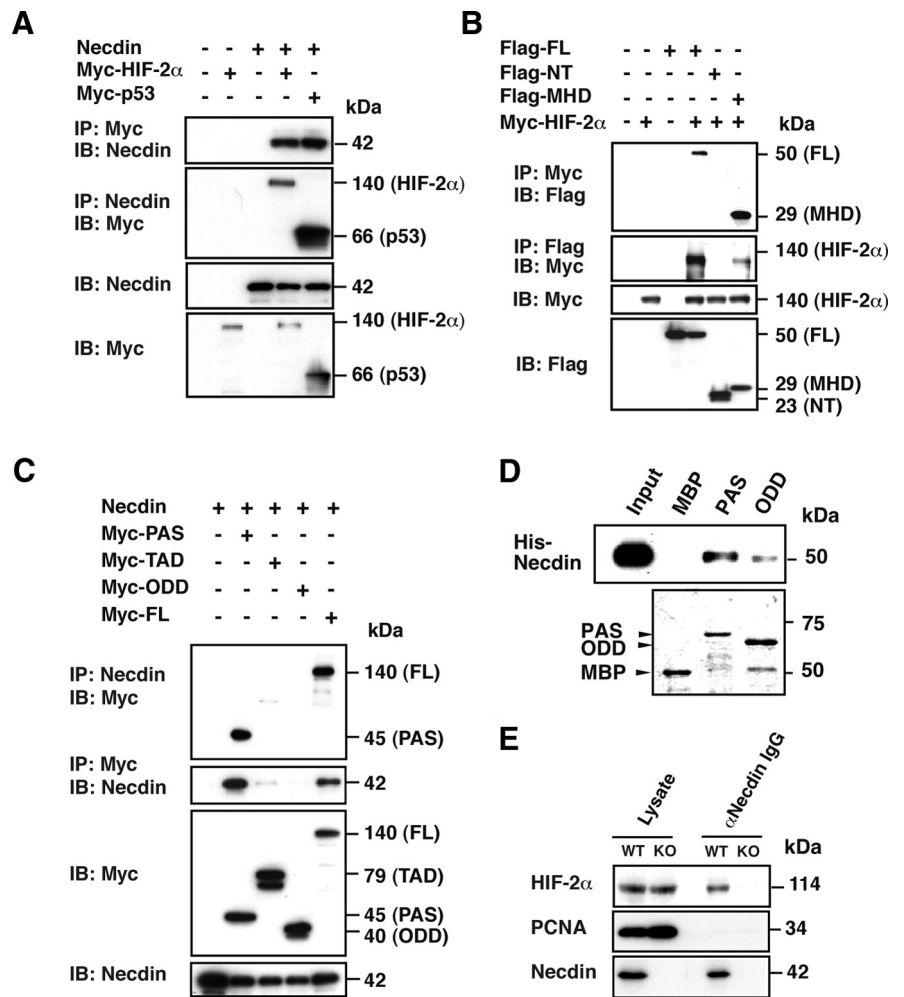 A
Necdin - - + + +
Myc-HIF-2α - + - + -
Myc-p53 - - - - +
kDa
IP: Myc
IB: Necdin
42
IP: Necdin
IB: Myc
140 (HIF-2α)
66 (p53)
IB: Necdin
42
IB: Myc
140 (HIF-2α)
66 (p53)
B
Flag-FL - - + + - -
Flag-NT - - - - + -
Flag-MHD - - - - - +
Myc-HIF-2α - + - + + +
kDa
IP: Myc
IB: Flag
50 (FL)
29 (MHD)
IP: Flag
IB: Myc
140 (HIF-2α)
IB: Myc
140 (HIF-2α)
IB: Flag
50 (FL)
29 (MHD)
23 (NT)
C
Necdin + + + + +
Myc-PAS - + - - -
Myc-TAD - - + - -
Myc-ODD - - - + -
Myc-FL - - - - +
kDa
IP: Necdin
IB: Myc
140 (FL)
45 (PAS)
IP: Myc
IB: Necdin
42
IB: Myc
140 (FL)
79 (TAD)
45 (PAS)
40 (ODD)
IB: Necdin
42
D
Input MBP PAS ODD
kDa
His-
Necdin
50
75
PAS
ODD
MBP
50
E
Lysate αNecdin IgG
WT KO WT KO
kDa
HIF-2α
114
PCNA
34
Necdin
42